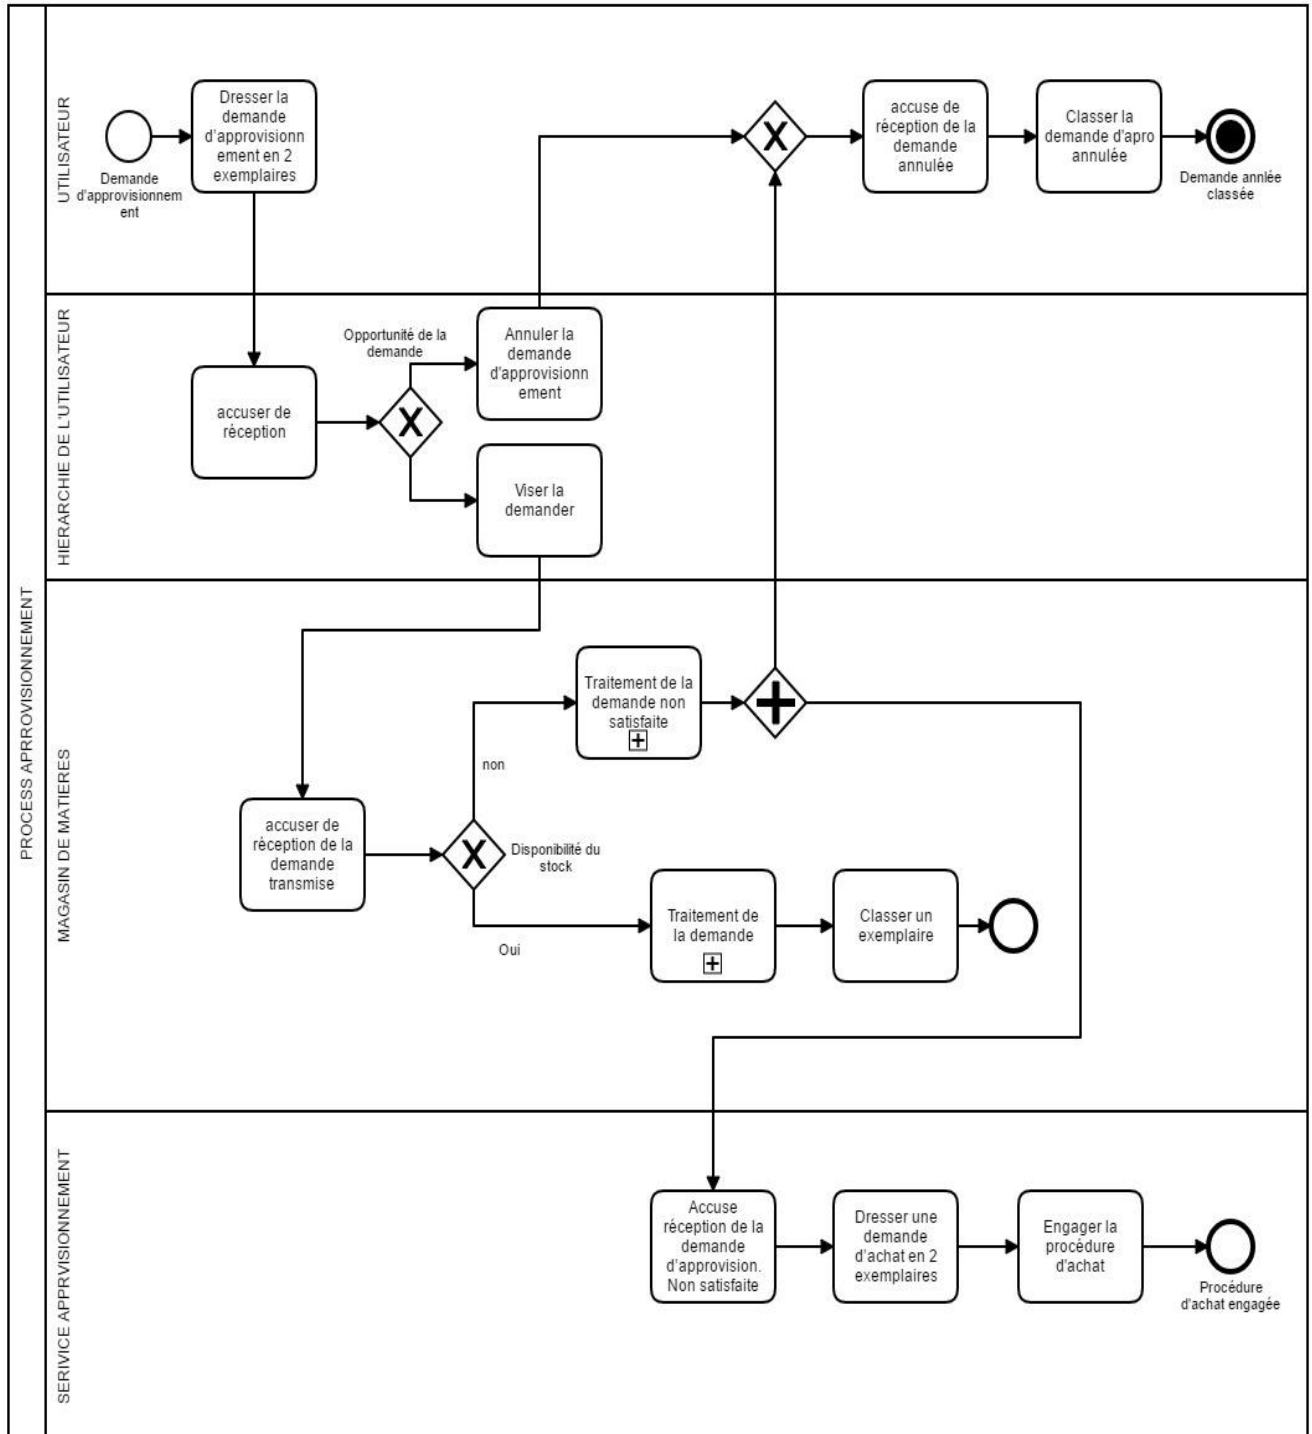 PROCESS APRROVISIONNEMENT
UTILISATEUR
Demande
d'approvisionnem
ent
Dresser la
demande
d'approvisionn
ement en 2
exemplaires
accuse de
réception de la
demande
annulée
Classer la
demande d'apro
annulée
Demande annlée
classée
HIERARCHIE DE L'UTILISATEUR
accuser de
réception
Opportunité de la
demande
Annuler la
demande
d'approvisionn
ement
Viser la
demander
MAGASIN DE MATIERES
accuser de
réception de la
demande
transmise
non
Disponibilité du
stock
Oui
Traitement de la
demande non
satisfaite
Traitement de
la demande
Classer un
exemplaire
SERIVICE APPRVISIONNEMENT
Accuse
réception de la
demande
d'approvision.
Non satisfaite
Dresser une
demande
d'achat en 2
exemplaires
Engager la
procédure
d'achat
Procédure
d'achat engagée